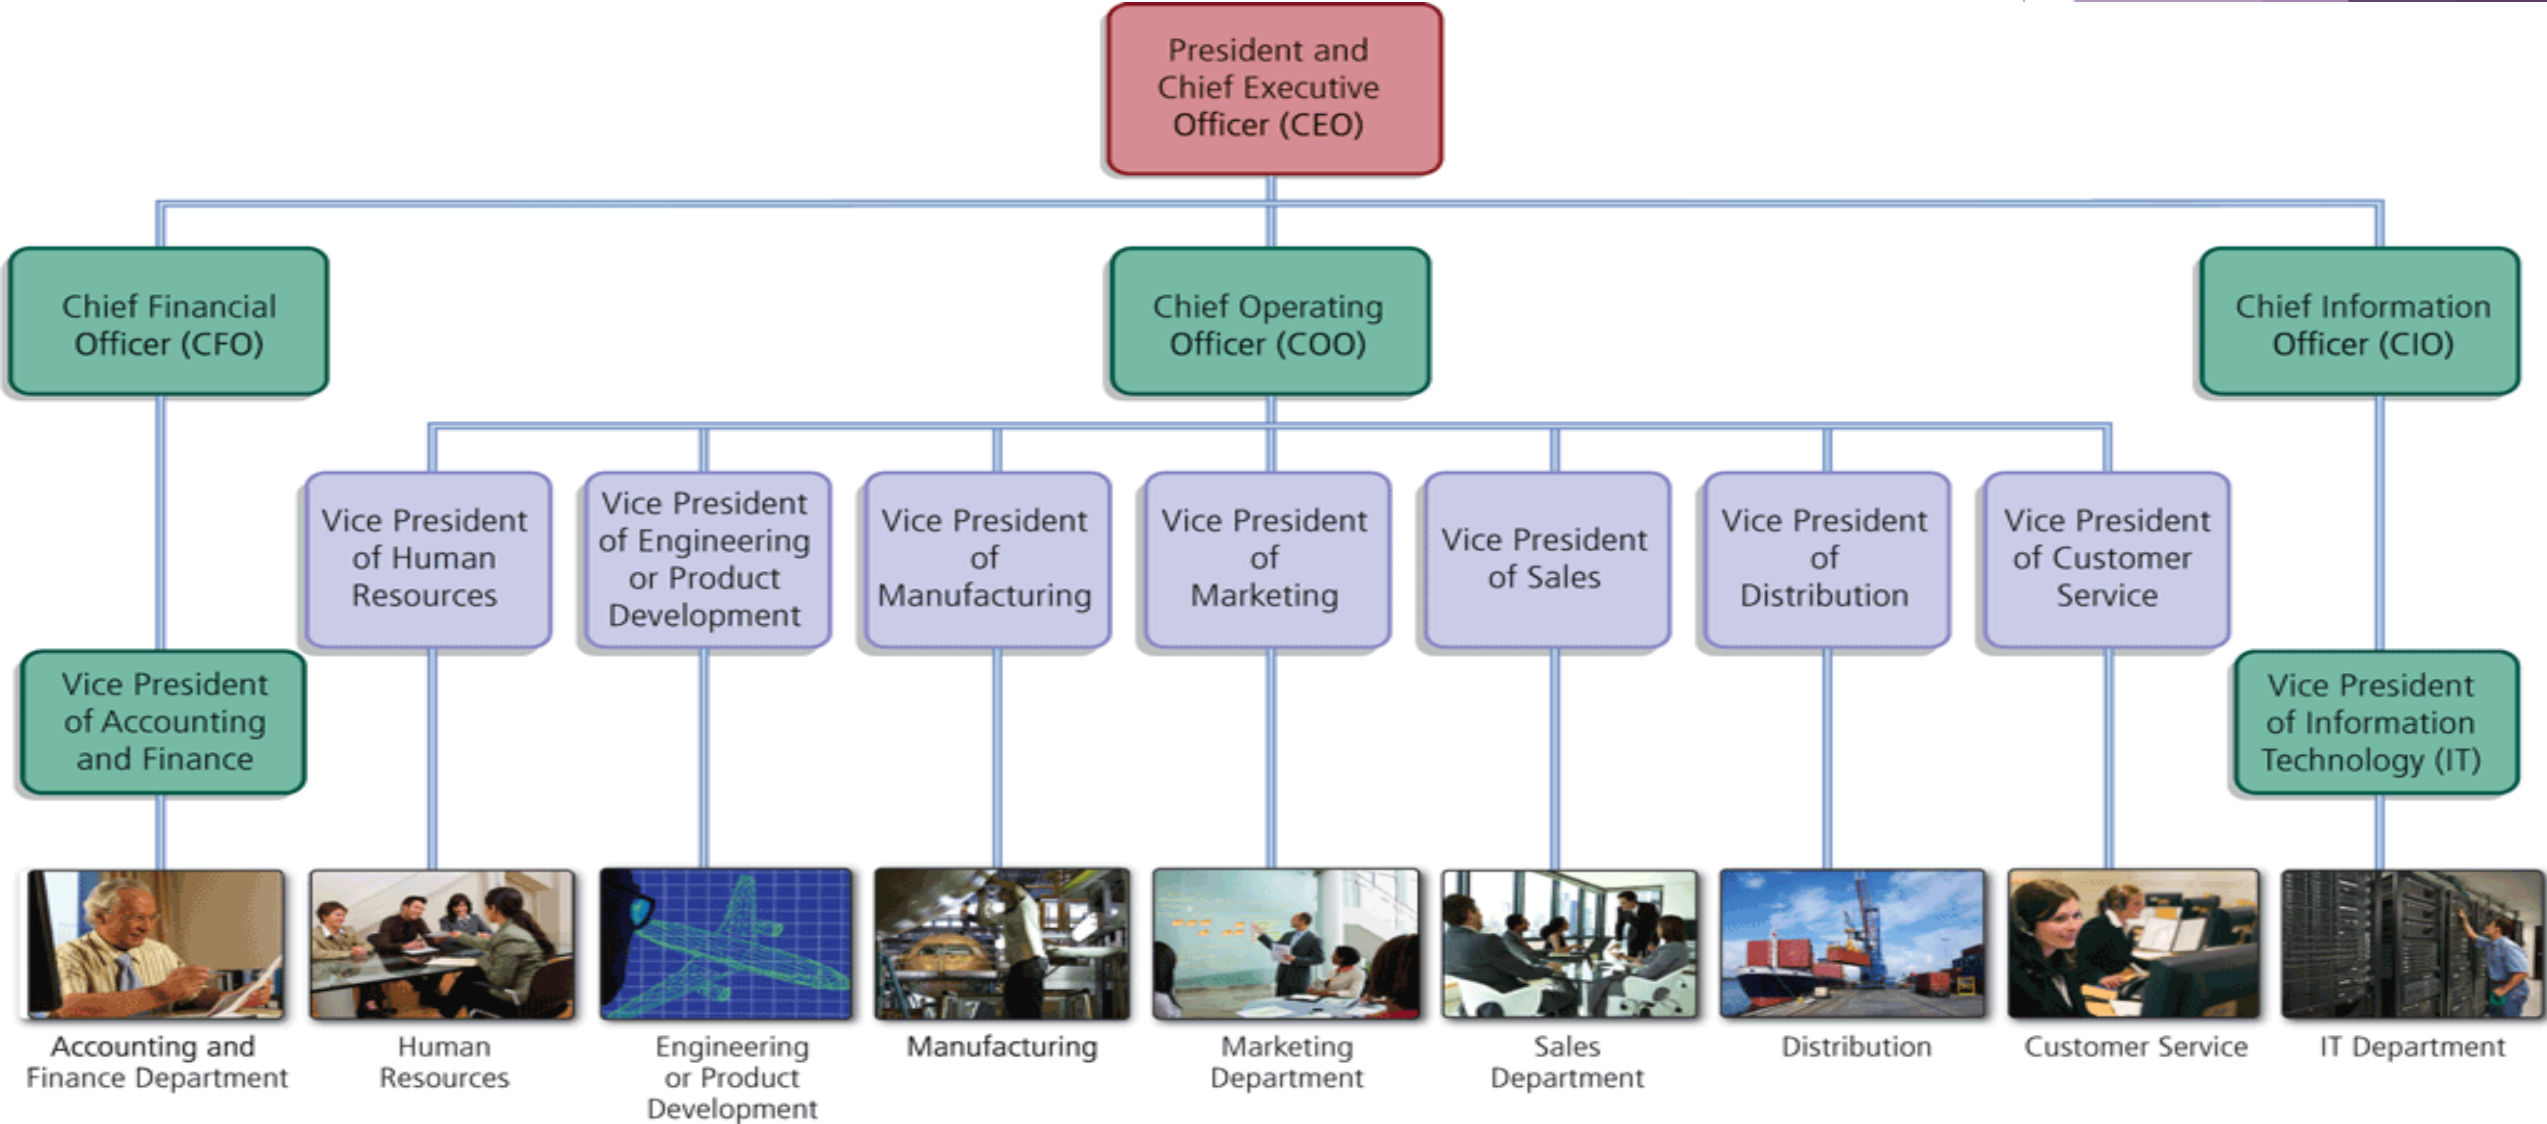 President and
Chief Executive
Officer (CEO)
Chief Financial
Officer (CFO)
Chief Operating
Officer (COO)
Chief Information
Officer (CIO)
Vice President
of Human
Resources
Vice President
of Engineering
or Product
Development
Vice President
of
Manufacturing
Vice President
of
Marketing
Vice President
of Sales
Vice President
of
Distribution
Vice President
of Customer
Service
Vice President
of Accounting
and Finance
Vice President
of Information
Technology (IT)
Accounting and
Finance Department
Human
Resources
Engineering
or Product
Development
Manufacturing
Marketing
Department
Sales
Department
Distribution
Customer Service
IT Department